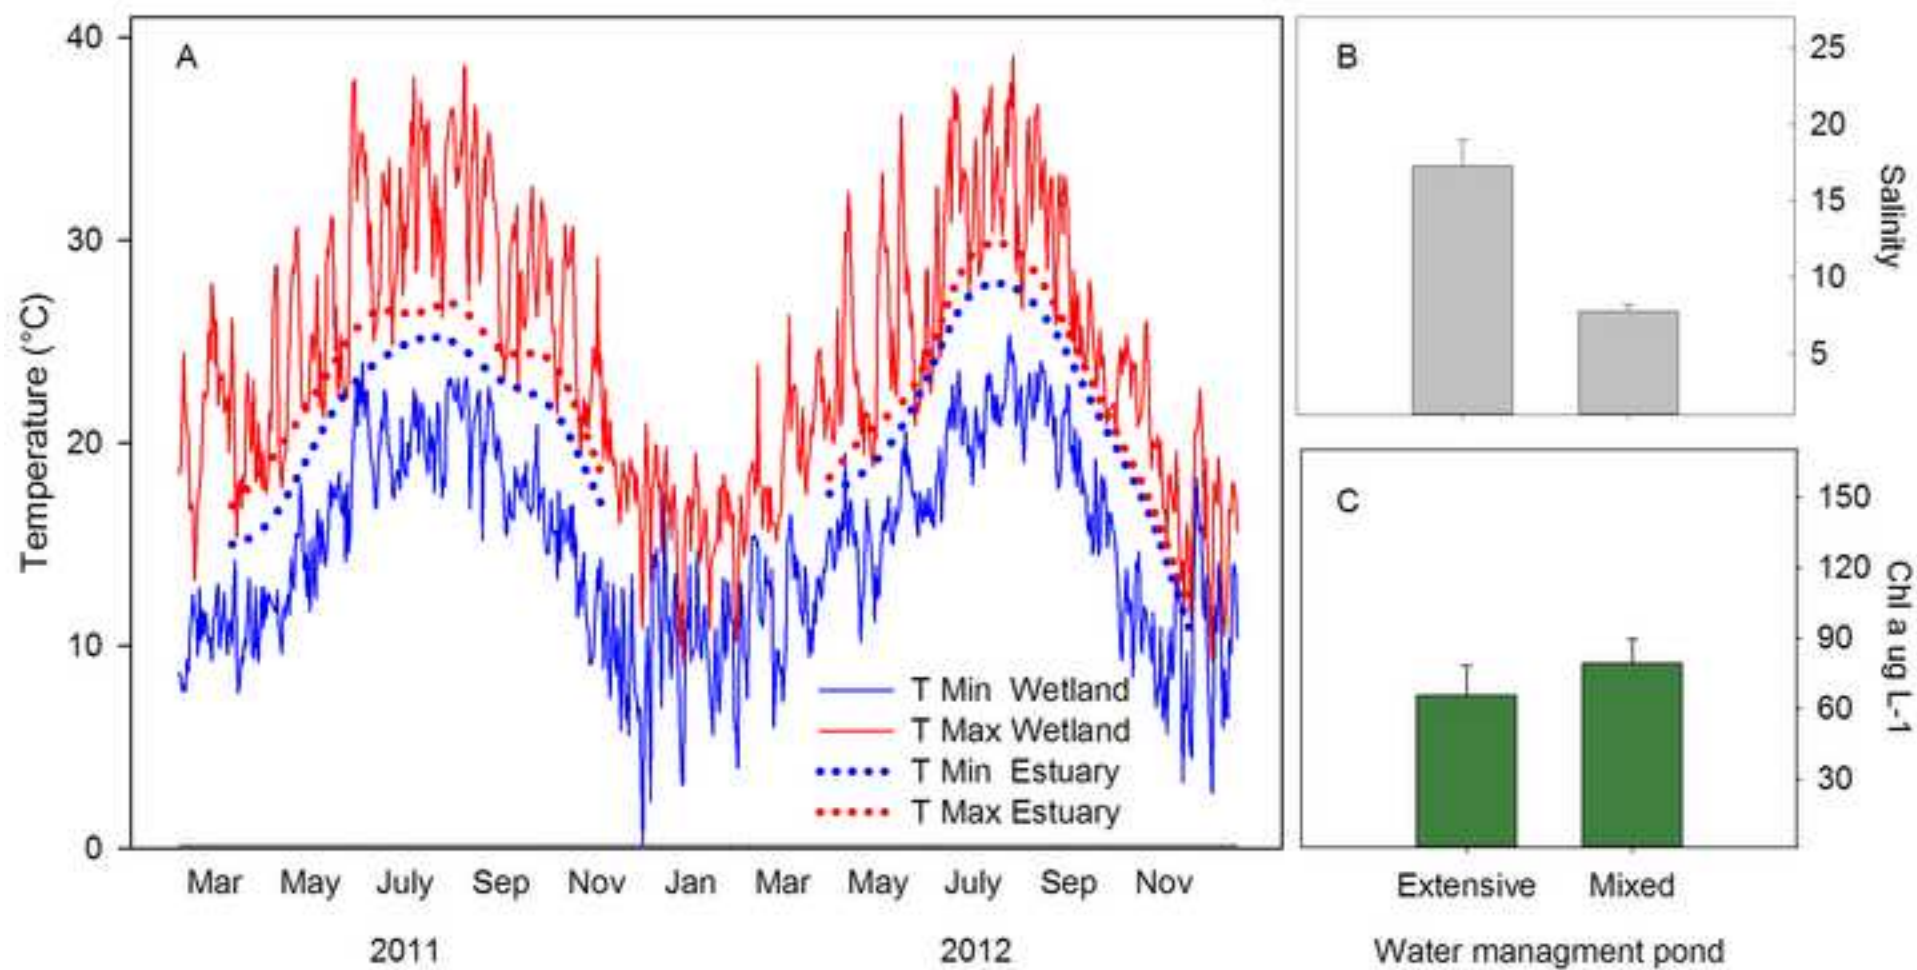 A
40
30
20
10
0
Temperature (°C)
T Min Wetland
T Max Wetland
T Min Estuary
T Max Estuary
Mar May July Sep Nov Jan Mar May July Sep Nov
2011 2012
B
25
20
15
10
5
Salinity
C
150
120
90
60
30
Chl a ug L-1
Extensive Mixed
Water managment pond